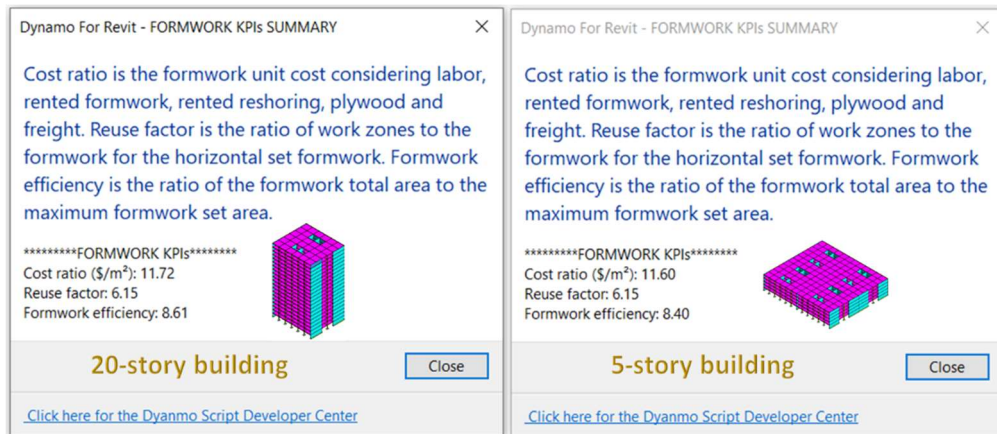 Dynamo For Revit - FORMWORK KPIs SUMMARY
Cost ratio is the formwork unit cost considering labor,
rented formwork, rented reshoring, plywood and
freight. Reuse factor is the ratio of work zones to the
formwork for the horizontal set formwork. Formwork
efficiency is the ratio of the formwork total area to the
maximum formwork set area.
*********FORMWORK KPIs********
Cost ratio ($/m²): 11.72
Reuse factor: 6.15
Formwork efficiency: 8.61
20-story building
Close
Click here for the Dyanmo Script Developer Center
Dynamo For Revit - FORMWORK KPIs SUMMARY
Cost ratio is the formwork unit cost considering labor,
rented formwork, rented reshoring, plywood and
freight. Reuse factor is the ratio of work zones to the
formwork for the horizontal set formwork. Formwork
efficiency is the ratio of the formwork total area to the
maximum formwork set area.
*********FORMWORK KPIs********
Cost ratio ($/m²): 11.60
Reuse factor: 6.15
Formwork efficiency: 8.40
5-story building
Close
Click here for the Dyanmo Script Developer Center